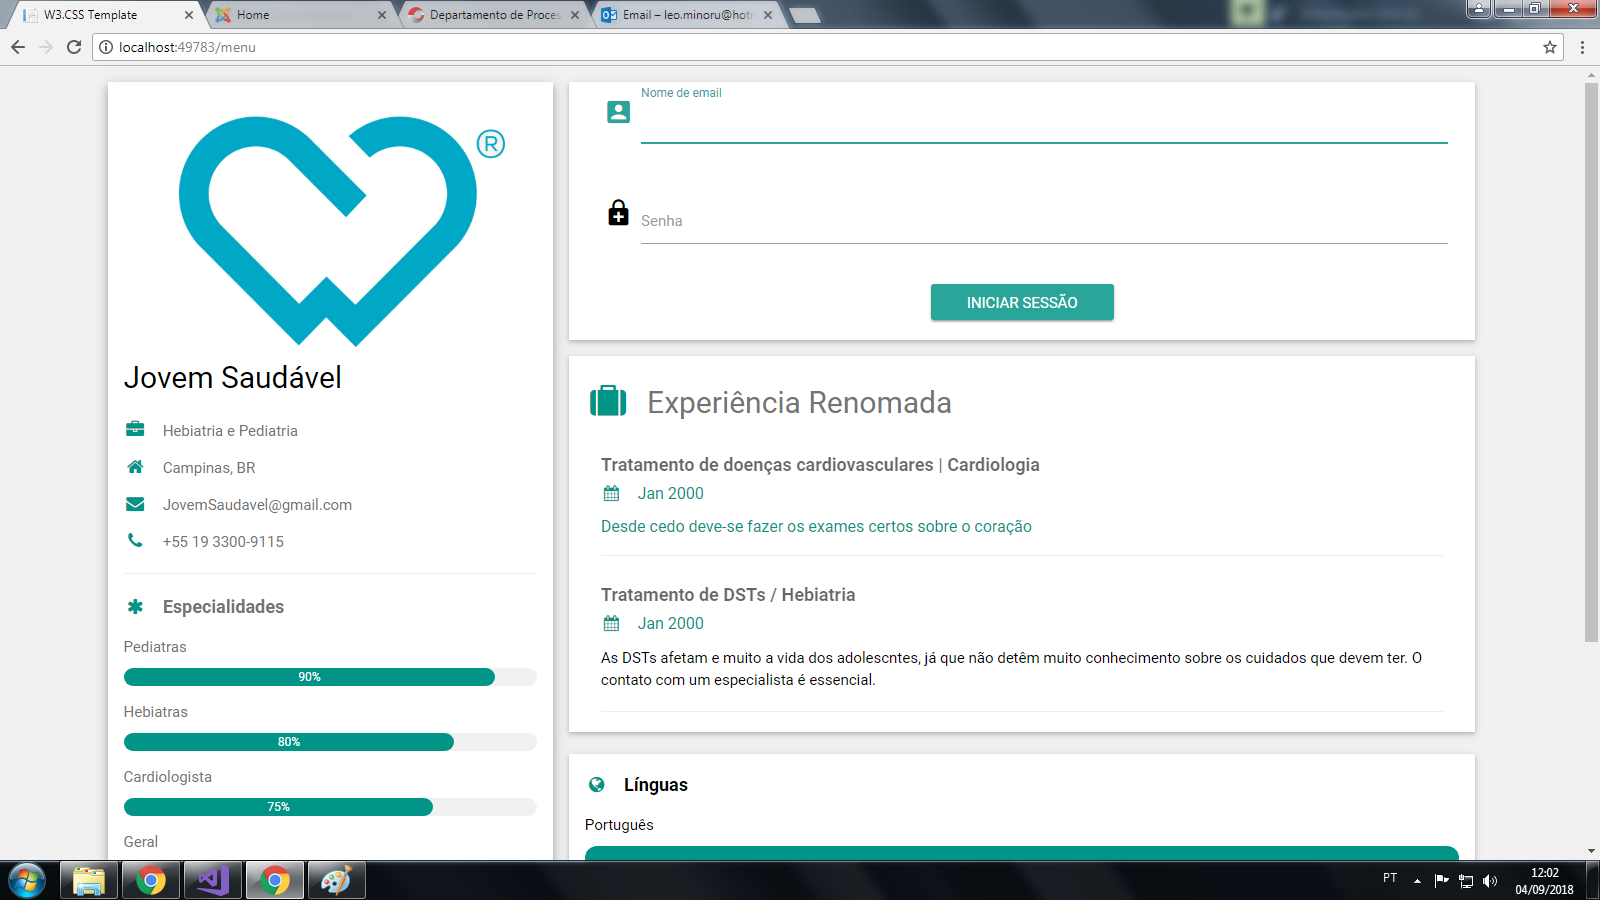 W3.CSS Template
Home
Departamento de Proces
Email – leo.minoru@hotr
localhost:49783/menu
®
Jovem Saudável
Hebiatria e Pediatria
Campinas, BR
JovemSaudavel@gmail.com
+55 19 3300-9115
Especialidades
Pediatras
90%
Hebiatras
80%
Cardiologista
75%
Geral
Nome de email
Senha
INICIAR SESSÃO
Experiência Renomada
Tratamento de doenças cardiovasculares | Cardiologia
Jan 2000
Desde cedo deve-se fazer os exames certos sobre o coração
Tratamento de DSTs / Hebiatria
Jan 2000
As DSTs afetam e muito a vida dos adolescntes, já que não detêm muito conhecimento sobre os cuidados que devem ter. O
contato com um especialista é essencial.
Línguas
Português
PT
12:02
04/09/2018